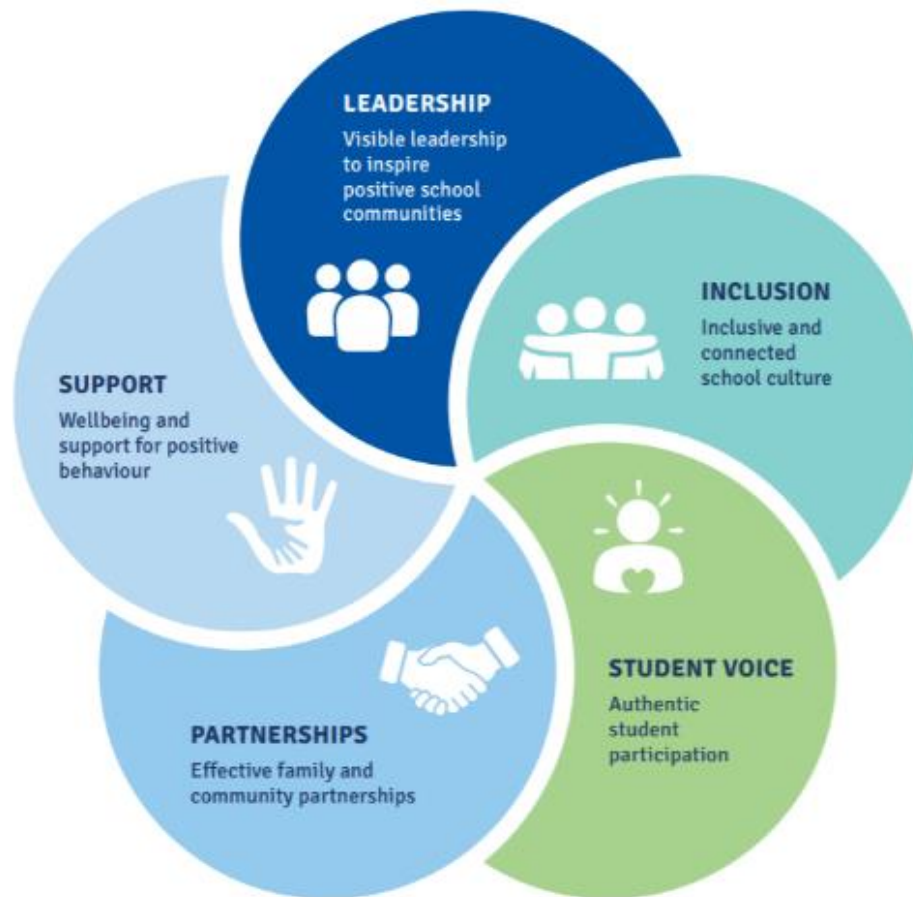 LEADERSHIP
Visible leadership
to inspire
positive school
communities
INCLUSION
Inclusive and
connected
school culture
STUDENT VOICE
Authentic
student
participation
PARTNERSHIPS
Effective family and
community partnerships
SUPPORT
Wellbeing and
support for positive
behaviour